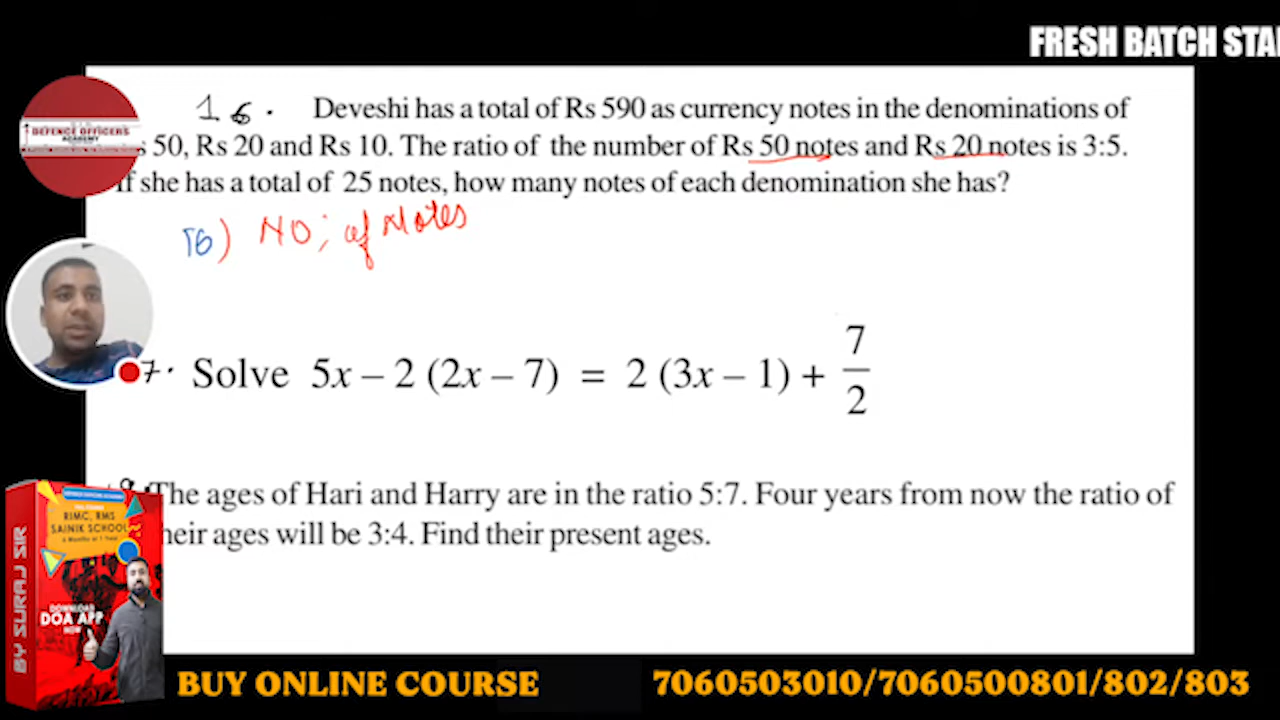 FRESH BATCH STA
16. Deveshi has a total of Rs 590 as currency notes in the denominations of
s 50, Rs 20 and Rs 10. The ratio of the number of Rs 50 notes and Rs 20 notes is 3:5.
If she has a total of 25 notes, how many notes of each denomination she has?
16) NO; of Notes
7. Solve 5x – 2 (2x – 7) = 2 (3x – 1) + 7/2
The ages of Hari and Harry are in the ratio 5:7. Four years from now the ratio of
heir ages will be 3:4. Find their present ages.
DEFENCE OFFICERS
ACADEMY
RIMC, RMS
SAINIK SCHOOL
DOWNLOAD
DOA APP
NOW
BY SURAJ SIR
BUY ONLINE COURSE
7060503010/7060500801/802/803